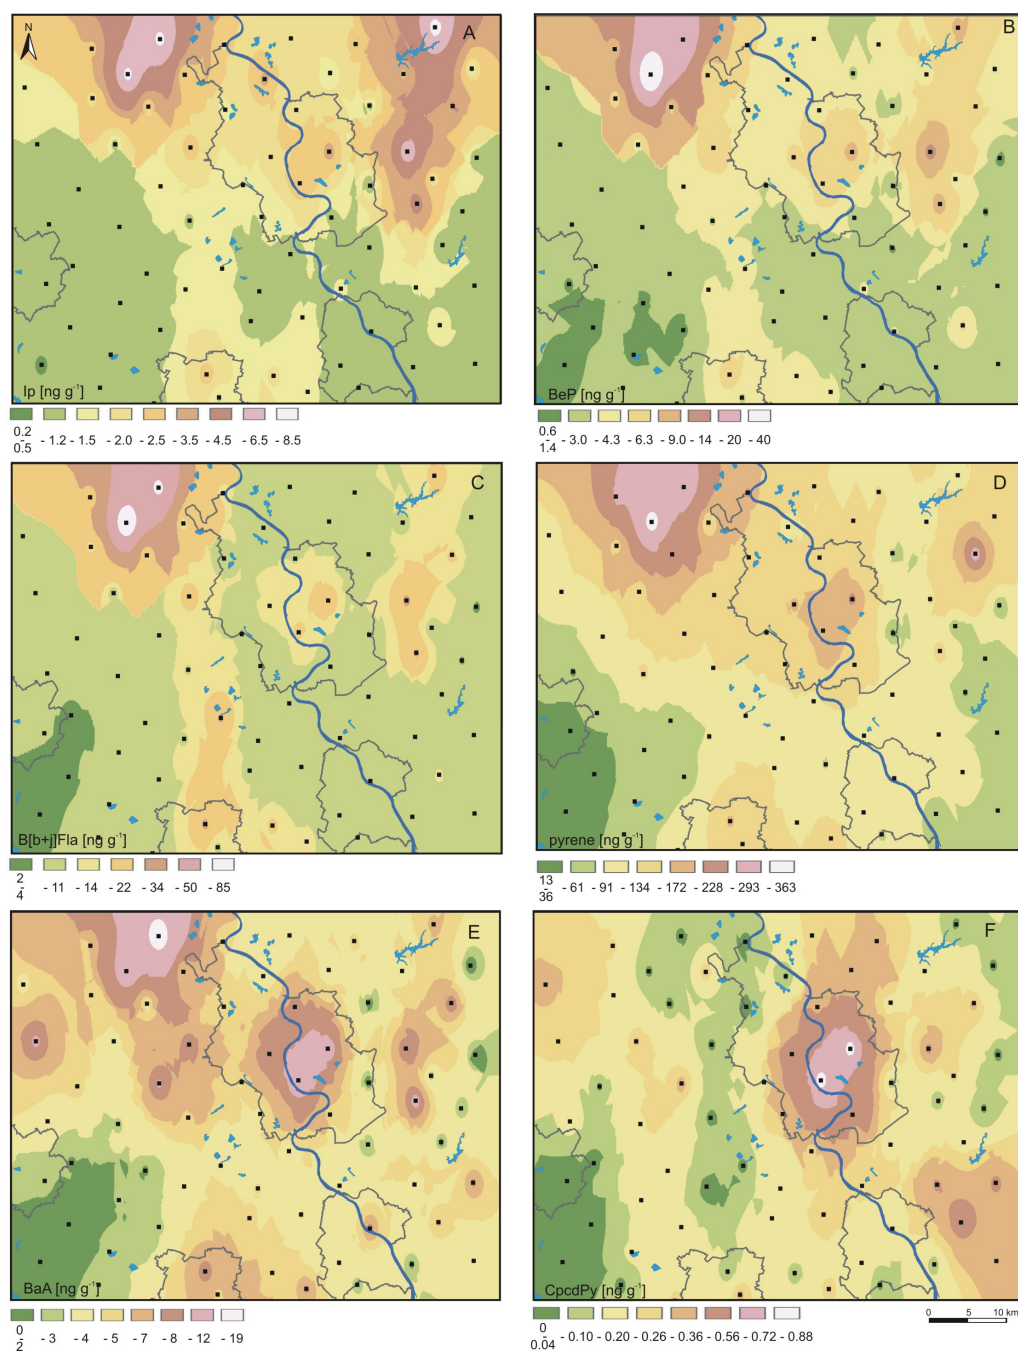 N
A
Ip [ng g⁻¹]
0.2
-
0.5
- 1.2 - 1.5 - 2.0 - 2.5 - 3.5 - 4.5 - 6.5 - 8.5
B
BeP [ng g⁻¹]
0.6
-
1.4
- 3.0 - 4.3 - 6.3 - 9.0 - 14 - 20 - 40
C
B[b+j]Fla [ng g⁻¹]
2
-
4
- 11 - 14 - 22 - 34 - 50 - 85
D
pyrene [ng g⁻¹]
13
-
36
- 61 - 91 - 134 - 172 - 228 - 293 - 363
E
BaA [ng g⁻¹]
0
-
2
- 3 - 4 - 5 - 7 - 8 - 12 - 19
F
CpcdPy [ng g⁻¹]
0
-
0.04
- 0.10 - 0.20 - 0.26 - 0.36 - 0.56 - 0.72 - 0.88
0 5 10 km